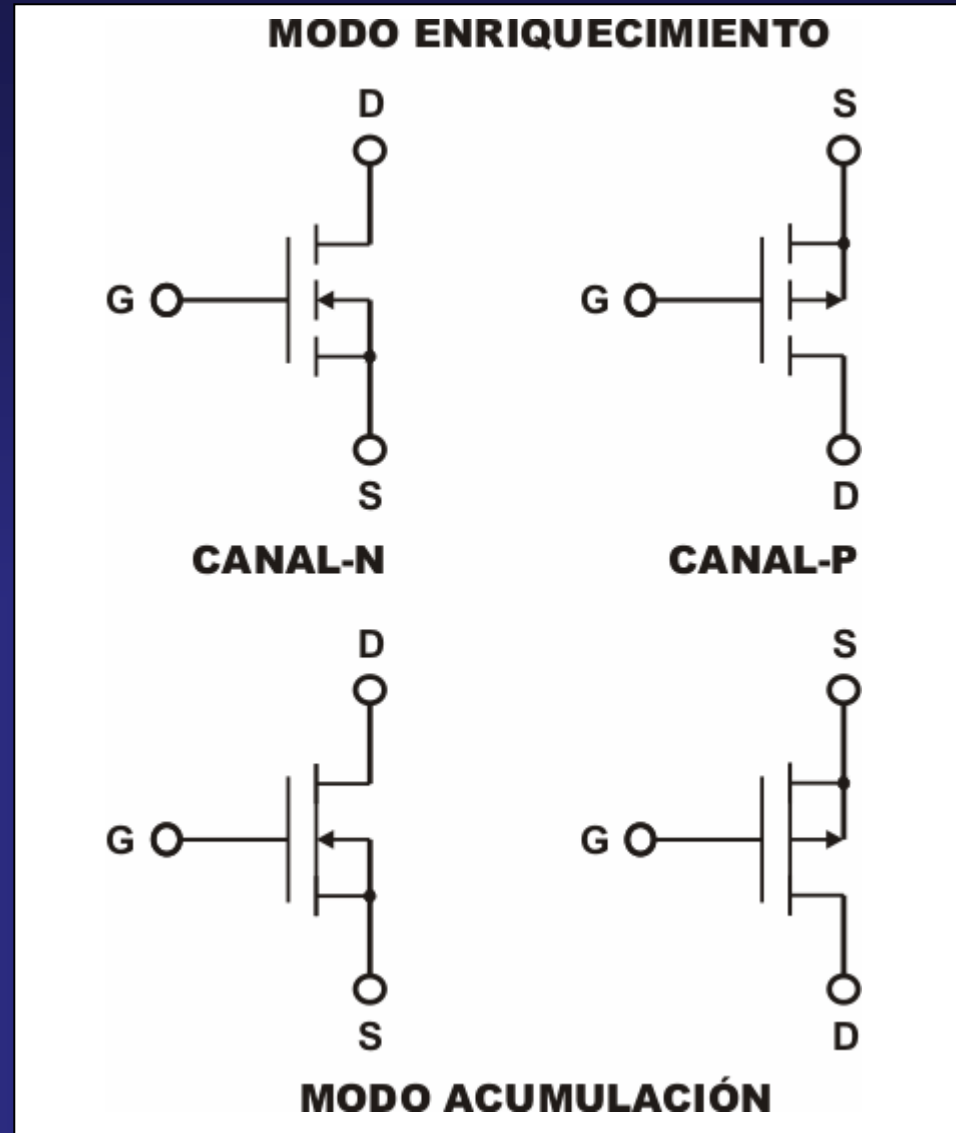 MODO ENRIQUECIMIENTO
D S
G G
S D
CANAL-N CANAL-P
D S
G G
S D
MODO ACUMULACIÓN